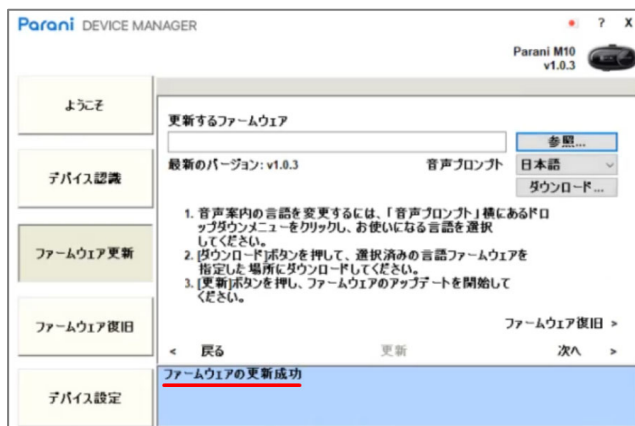 Parani DEVICE MANAGER
? X
Parani M10
v1.0.3
ようこそ
デバイス認識
ファームウェア更新
ファームウェア復旧
デバイス設定
更新するファームウェア
参照...
最新のバージョン: v1.0.3 音声プロンプト 日本語
ダウンロード...
1. 音声案内の言語を変更するには、「音声プロンプト」横にあるドロ
ップダウンメニューをクリックし、お使いになる言語を選択
してください。
2. [ダウンロード]ボタンを押して、選択済みの言語ファームウェアを
指定した場所にダウンロードしてください。
3. [更新]ボタンを押し、ファームウェアのアップデートを開始して
ください。
ファームウェア復旧 >
< 戻る 更新 次へ >
ファームウェアの更新成功